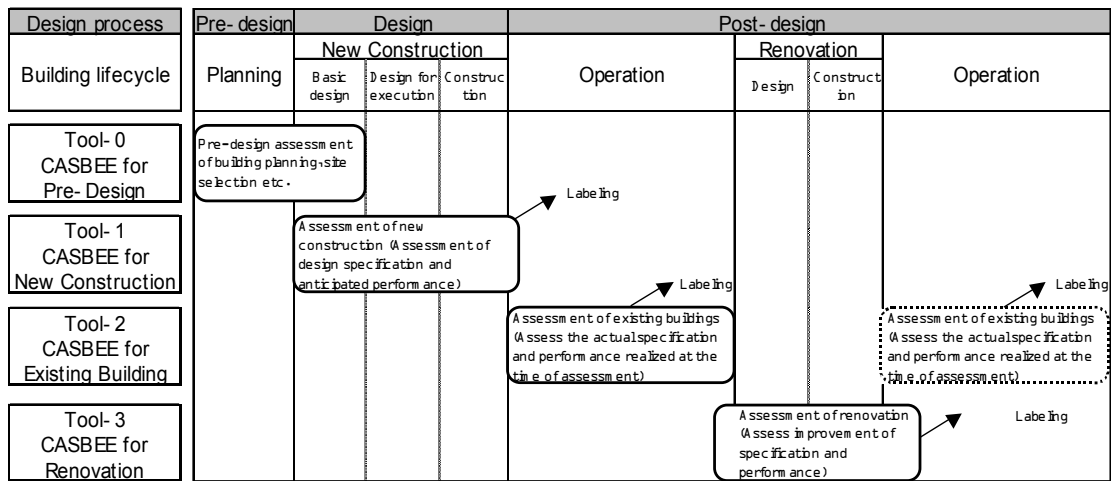 Design process
Pre- design
Design
Post- design
Building lifecycle
Planning
New Construction
Basic
design
Design for
execution
Construc
tion
Operation
Renovation
Design
Construct
ion
Operation
Tool- 0
CASBEE for
Pre- Design
Pre-design assessment
of building planning, site
selection etc.
Labeling
Tool- 1
CASBEE for
New Construction
Assessment of new
construction (Assessment of
design specification and
anticipated performance)
Labeling
Labeling
Tool- 2
CASBEE for
Existing Building
Assessment of existing buildings
(Assess the actual specification
and performance realized at the
time of assessment)
Assessment of existing buildings
(Assess the actual specification
and performance realized at the
time of assessment)
Tool- 3
CASBEE for
Renovation
Assessment of renovation
(Assess improvement of
specification and
performance)
Labeling